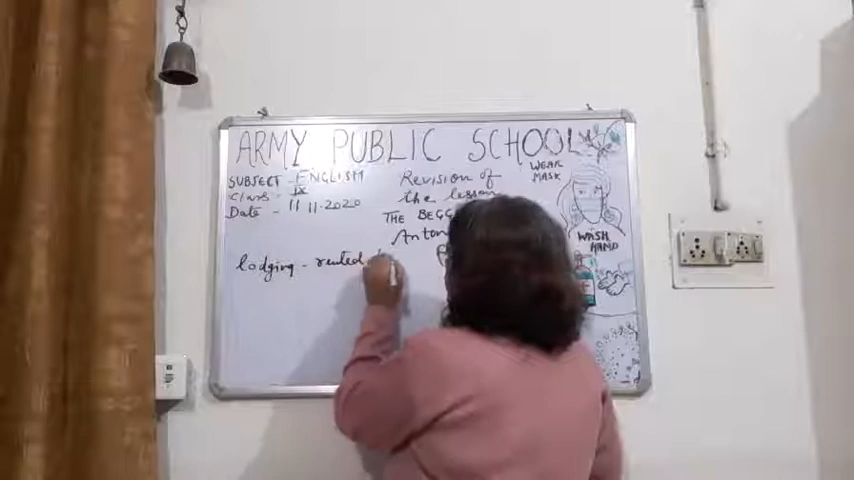 ARMY PUBLIC SCHOOL
SUBJECT - ENGLISH
Class - IX
Date - 11.11.2020
Revision of
the lesson
THE
WEAR
MASK
WASH
HAND
lodging - rented